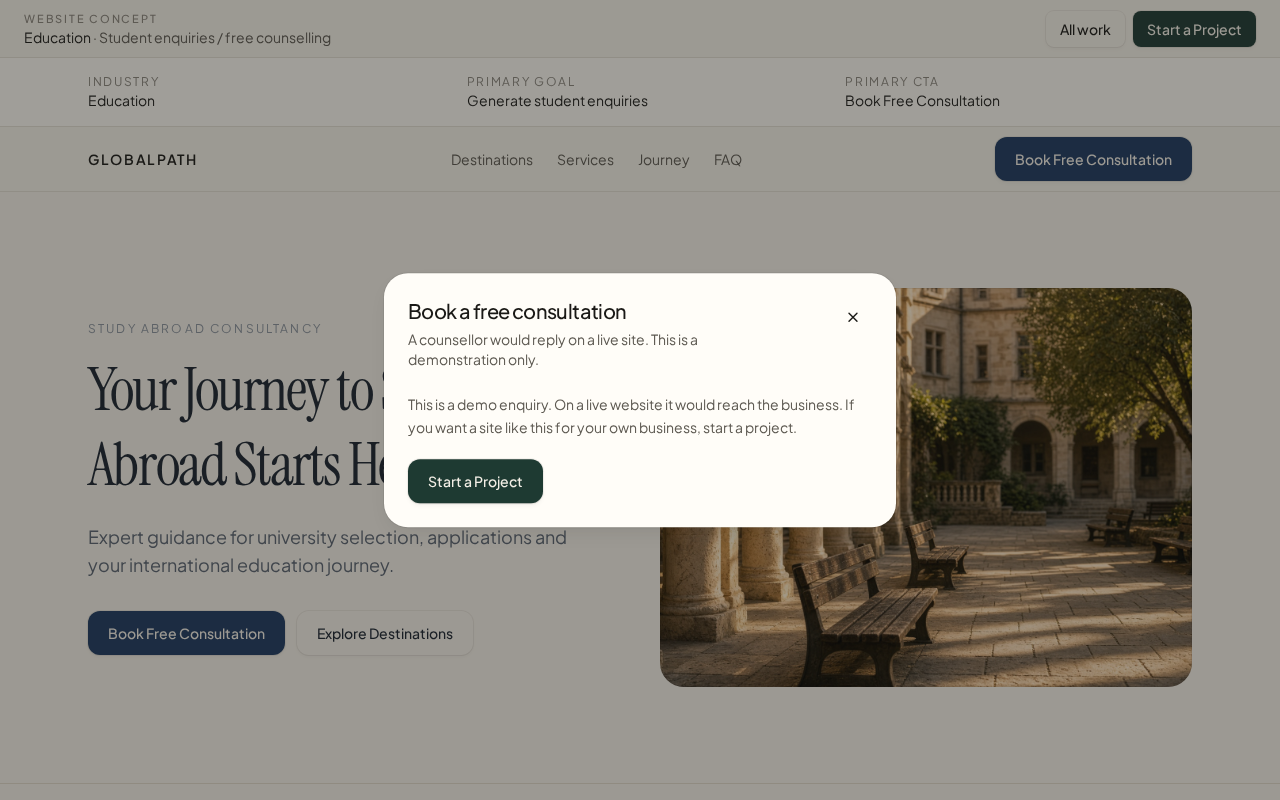 WEBSITE CONCEPT
Education · Student enquiries / free counselling
All work
Start a Project
INDUSTRY
Education
PRIMARY GOAL
Generate student enquiries
PRIMARY CTA
Book Free Consultation
GLOBALPATH
Destinations
Services
Journey
FAQ
Book Free Consultation
STUDY ABROAD CONSULTANCY
Your Journey to
Abroad Starts
Expert guidance for university selection, applications and
your international education journey.
Book Free Consultation
Explore Destinations
Book a free consultation
A counsellor would reply on a live site. This is a
demonstration only.
This is a demo enquiry. On a live website it would reach the business. If
you want a site like this for your own business, start a project.
Start a Project